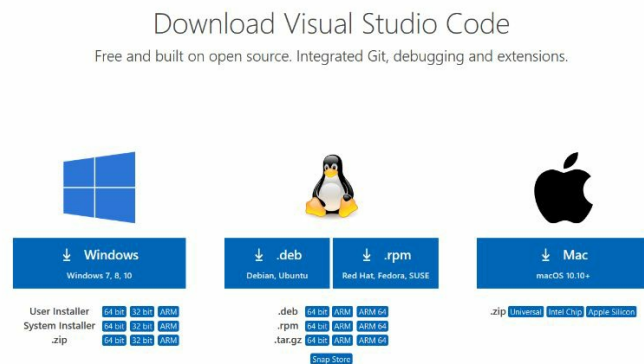 Download Visual Studio Code
Free and built on open source. Integrated Git, debugging and extensions.
Windows
Windows 7, 8, 10
User Installer 64 bit 32 bit ARM
System Installer 64 bit 32 bit ARM
.zip 64 bit 32 bit ARM
.deb
Debian, Ubuntu
.rpm
Red Hat, Fedora, SUSE
.deb 64 bit ARM ARM 64
.rpm 64 bit ARM ARM 64
.tar.gz 64 bit ARM ARM 64
Snap Store
Mac
macOS 10.10+
.zip Universal Intel Chip Apple Silicon